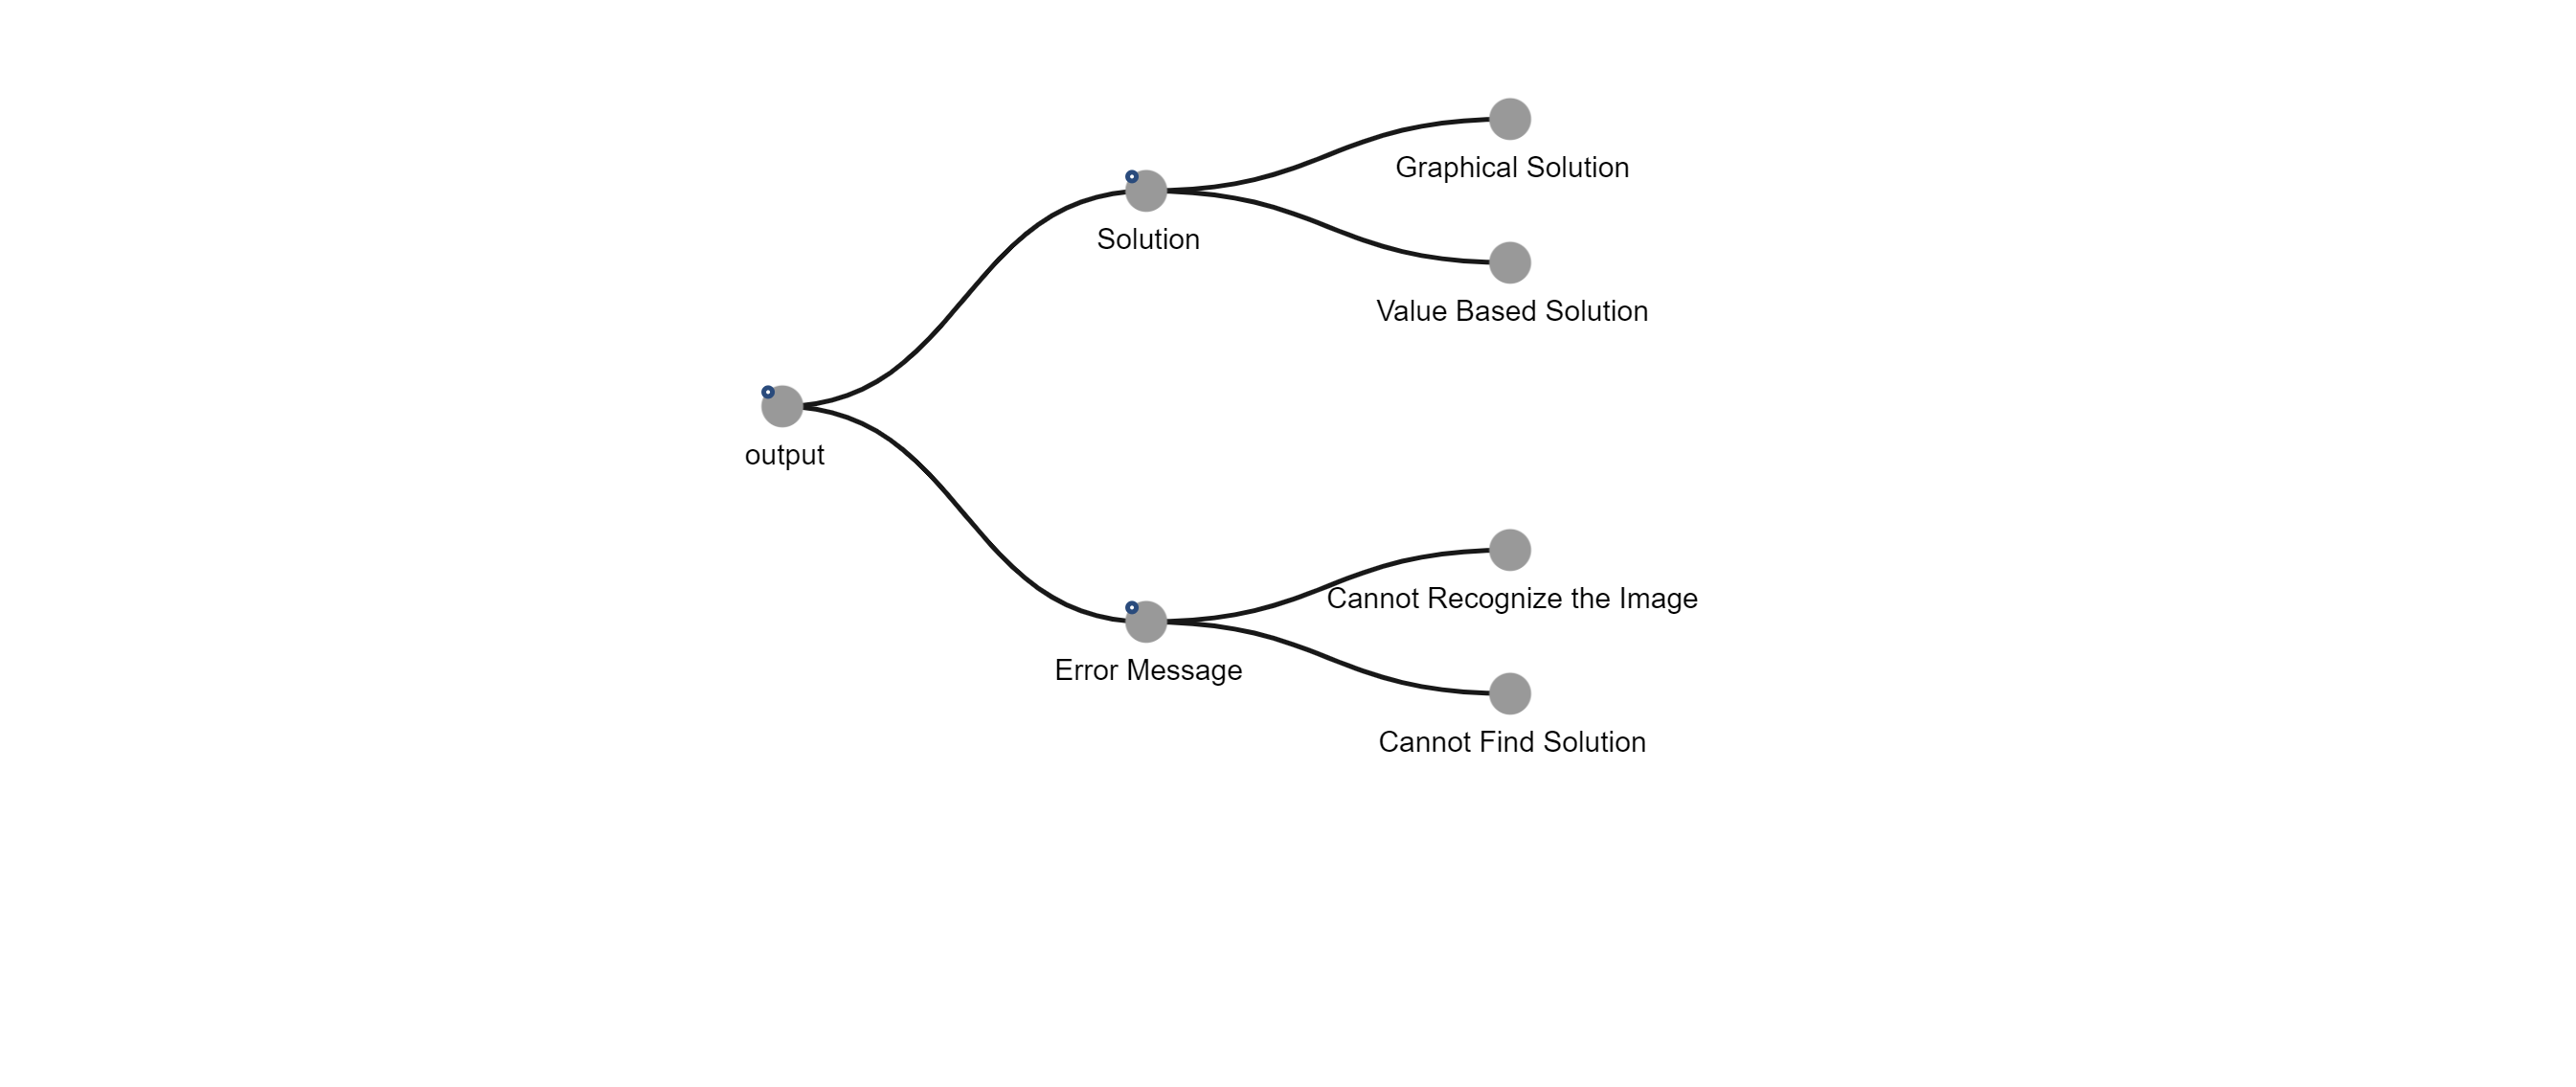 Graphical Solution
Solution
Value Based Solution
output
Cannot Recognize the Image
Error Message
Cannot Find Solution